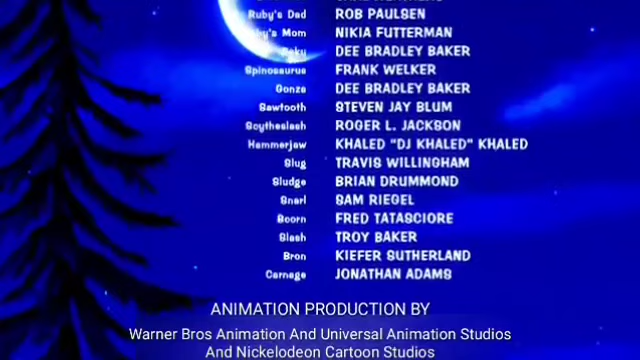 Ruby's Dad ROB PAULSEN
Mom NIKIA FUTTERMAN
DEE BRADLEY BAKER
Spinosaurus FRANK WELKER
Gonzo DEE BRADLEY BAKER
Sawtooth STEVEN JAY BLUM
Scytheslash ROGER L. JACKSON
Hammerjaw KHALED "DJ KHALED" KHALED
Slug TRAVIS WILLINGHAM
Sludge BRIAN DRUMMOND
Snarl SAM RIEGEL
Boorn FRED TATASCIORE
Slash TROY BAKER
Bron KIEFER SUTHERLAND
Carnage JONATHAN ADAMS
ANIMATION PRODUCTION BY
Warner Bros Animation And Universal Animation Studios
And Nickelodeon Cartoon Studios